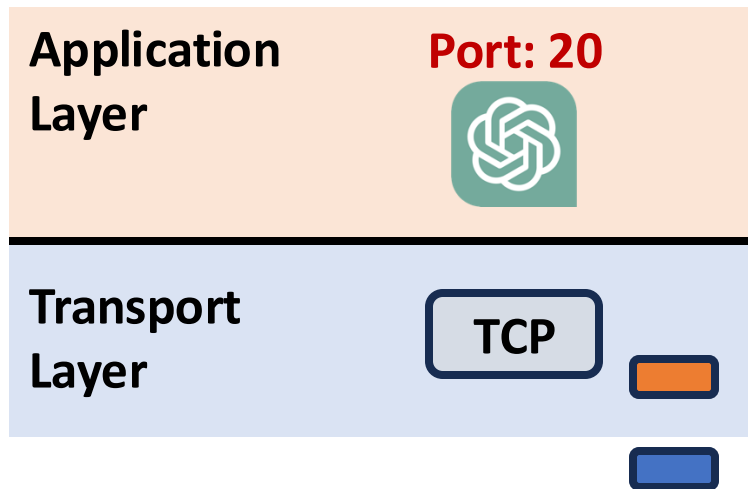 Application
Layer
Port: 20
Transport
Layer
TCP